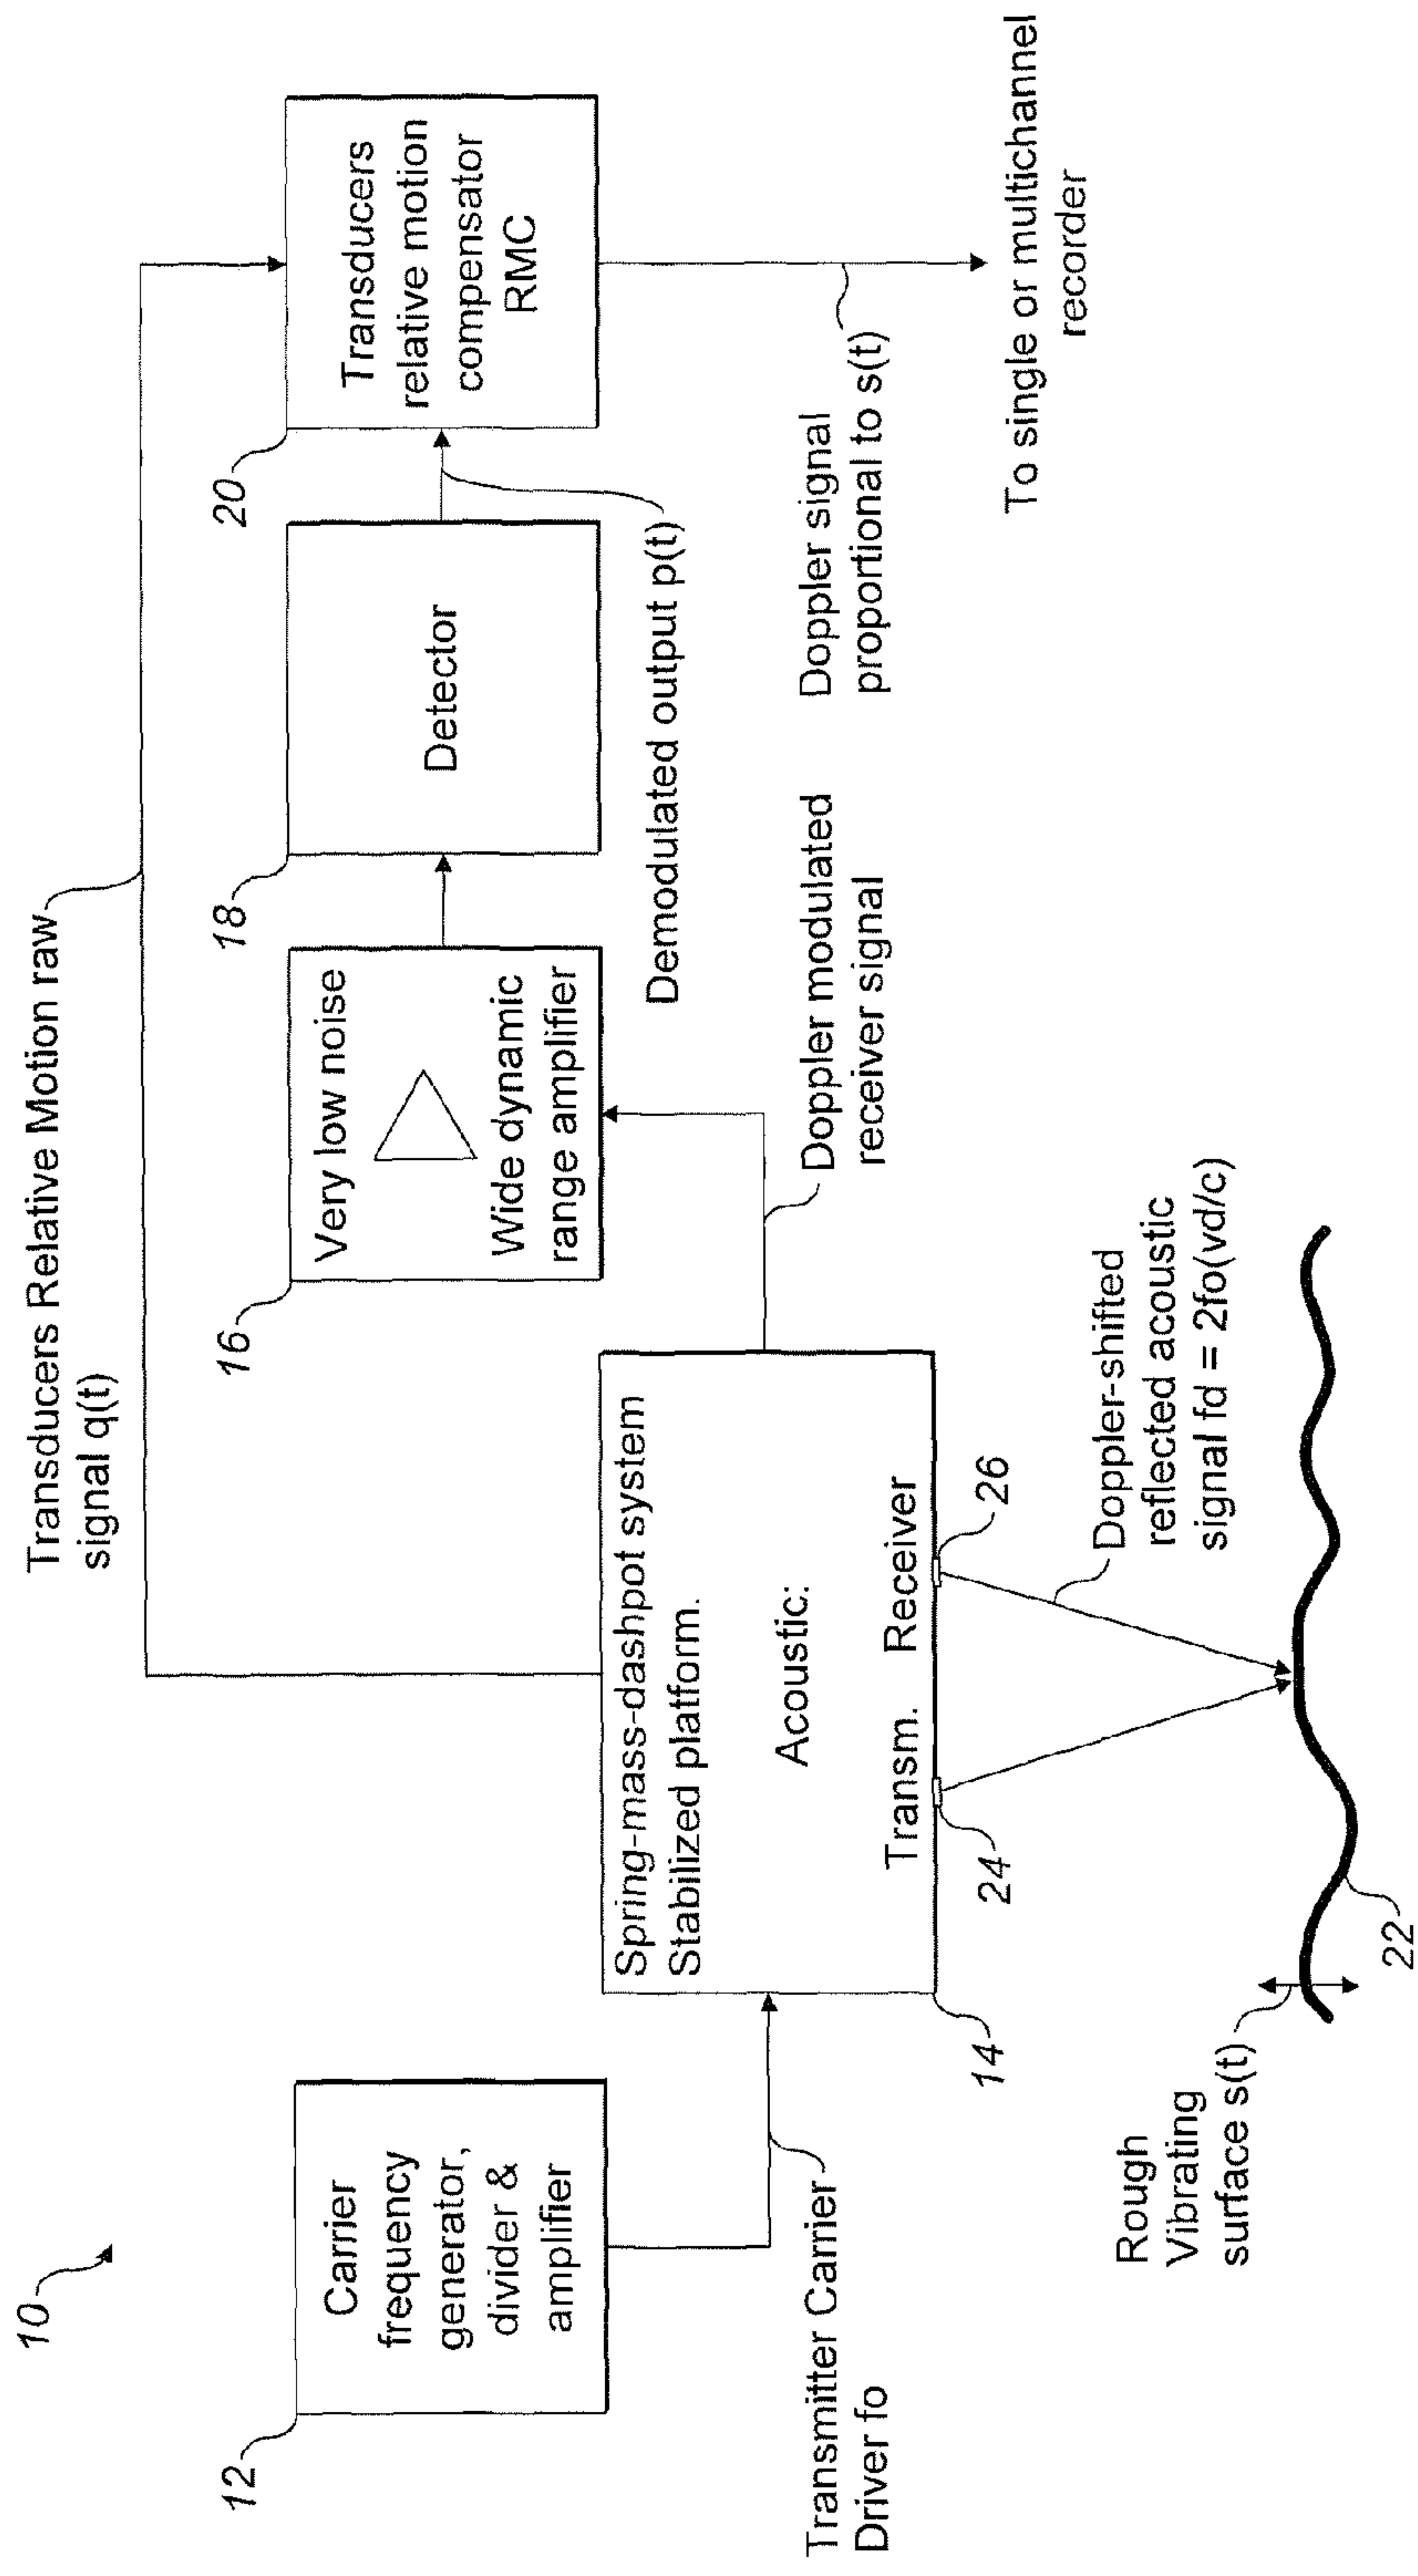 10
Transducers Relative Motion raw
signal q(t)
12
Carrier
frequency
generator,
divider &
amplifier
Transmitter Carrier
Driver fo
14
Spring-mass-dashpot system
Stabilized platform.
Acoustic:
Transm. Receiver
24
26
16
Very low noise
Wide dynamic
range amplifier
18
Detector
20
Transducers
relative motion
compensator
RMC
Demodulated output p(t)
Doppler modulated
receiver signal
Doppler signal
proportional to s(t)
To single or multichannel
recorder
Doppler-shifted
reflected acoustic
signal fd = 2fo(vd/c)
Rough
Vibrating
surface s(t)
22